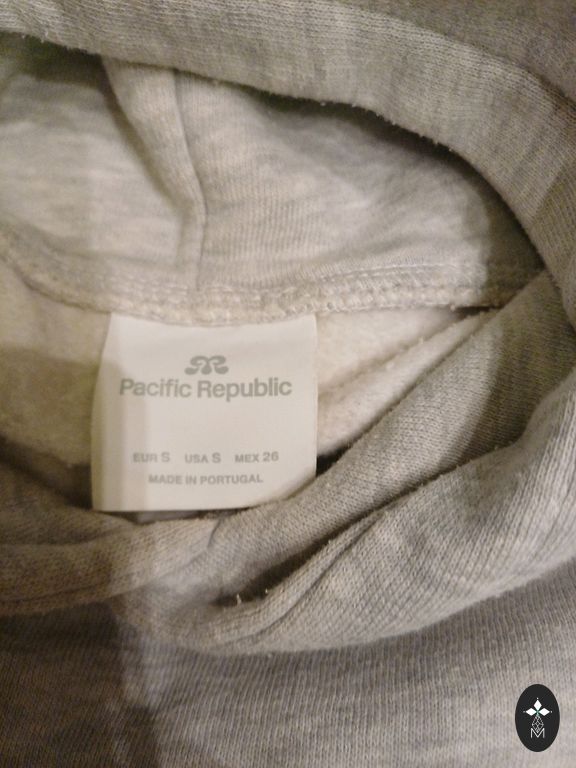 Pacific Republic
EUR S USA S MEX 26
MADE IN PORTUGAL
M